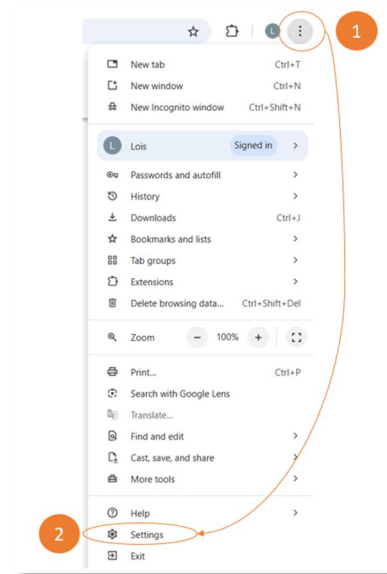 1
L
New tab Ctrl+T
New window Ctrl+N
New Incognito window Ctrl+Shift+N
L Lois Signed in
Passwords and autofill
History
Downloads Ctrl+J
Bookmarks and lists
Tab groups
Extensions
Delete browsing data... Ctrl+Shift+Del
Zoom − 100% +
Print... Ctrl+P
Search with Google Lens
Translate...
Find and edit
Cast, save, and share
More tools
Help
2 Settings
Exit